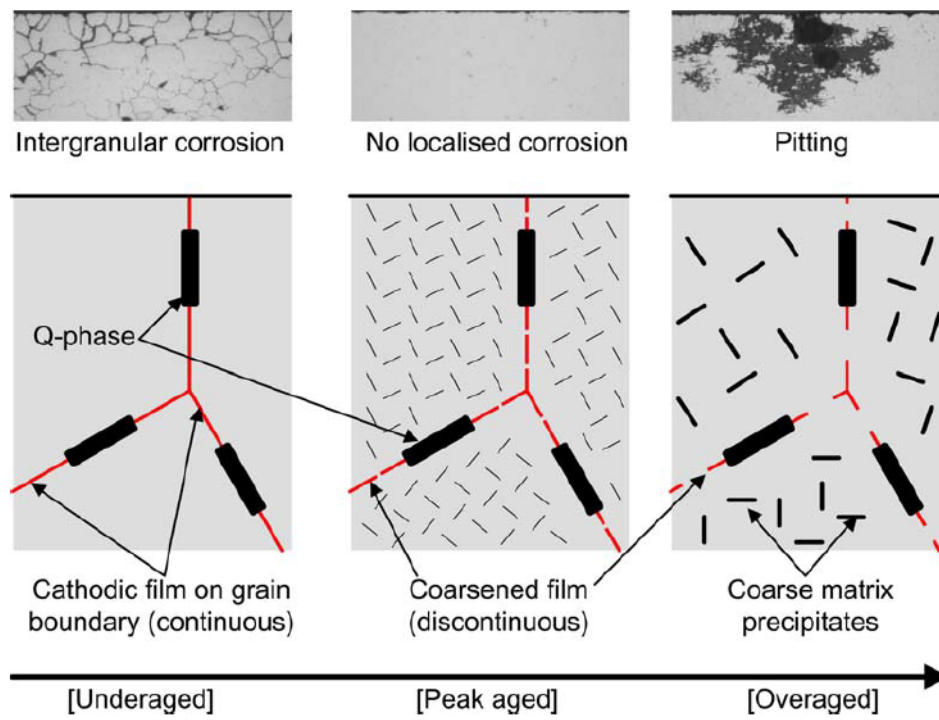 Intergranular corrosion
No localised corrosion
Pitting
Q-phase
Cathodic film on grain
boundary (continuous)
Coarsened film
(discontinuous)
Coarse matrix
precipitates
[Underaged]
[Peak aged]
[Overaged]